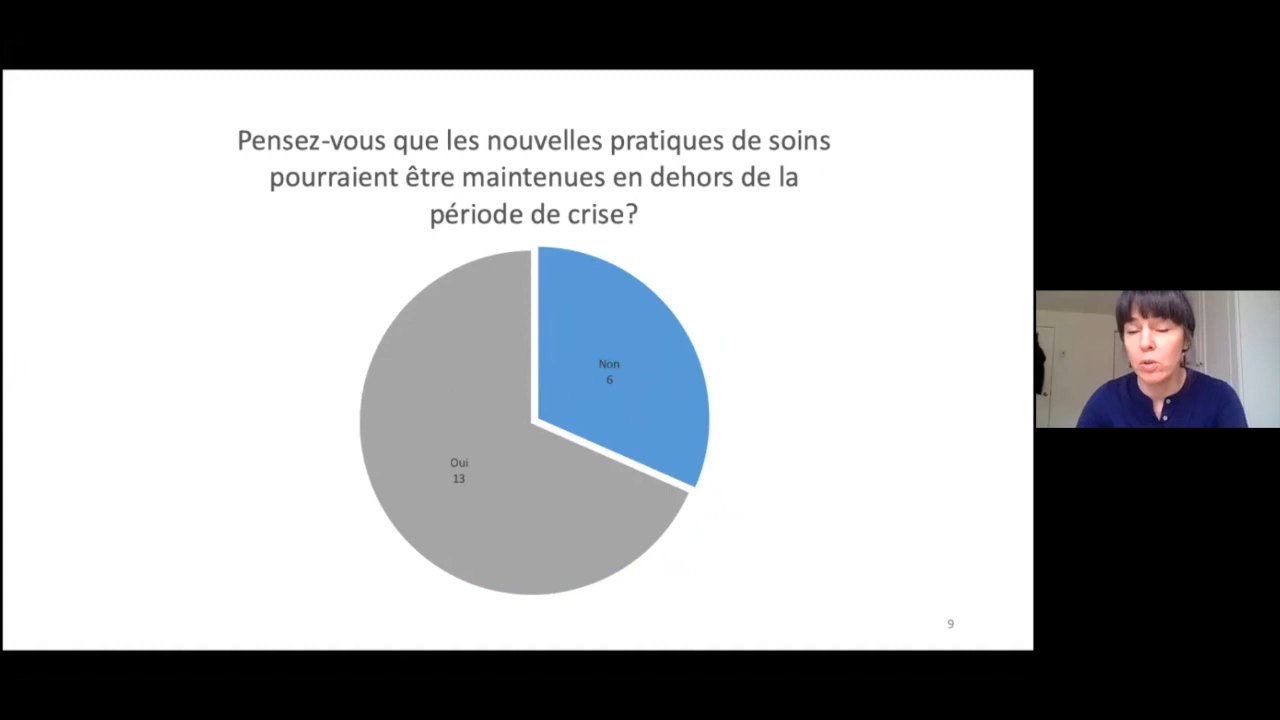 Pensez-vous que les nouvelles pratiques de soins
pourraient être maintenues en dehors de la
période de crise?
Non
6
Oui
13
9